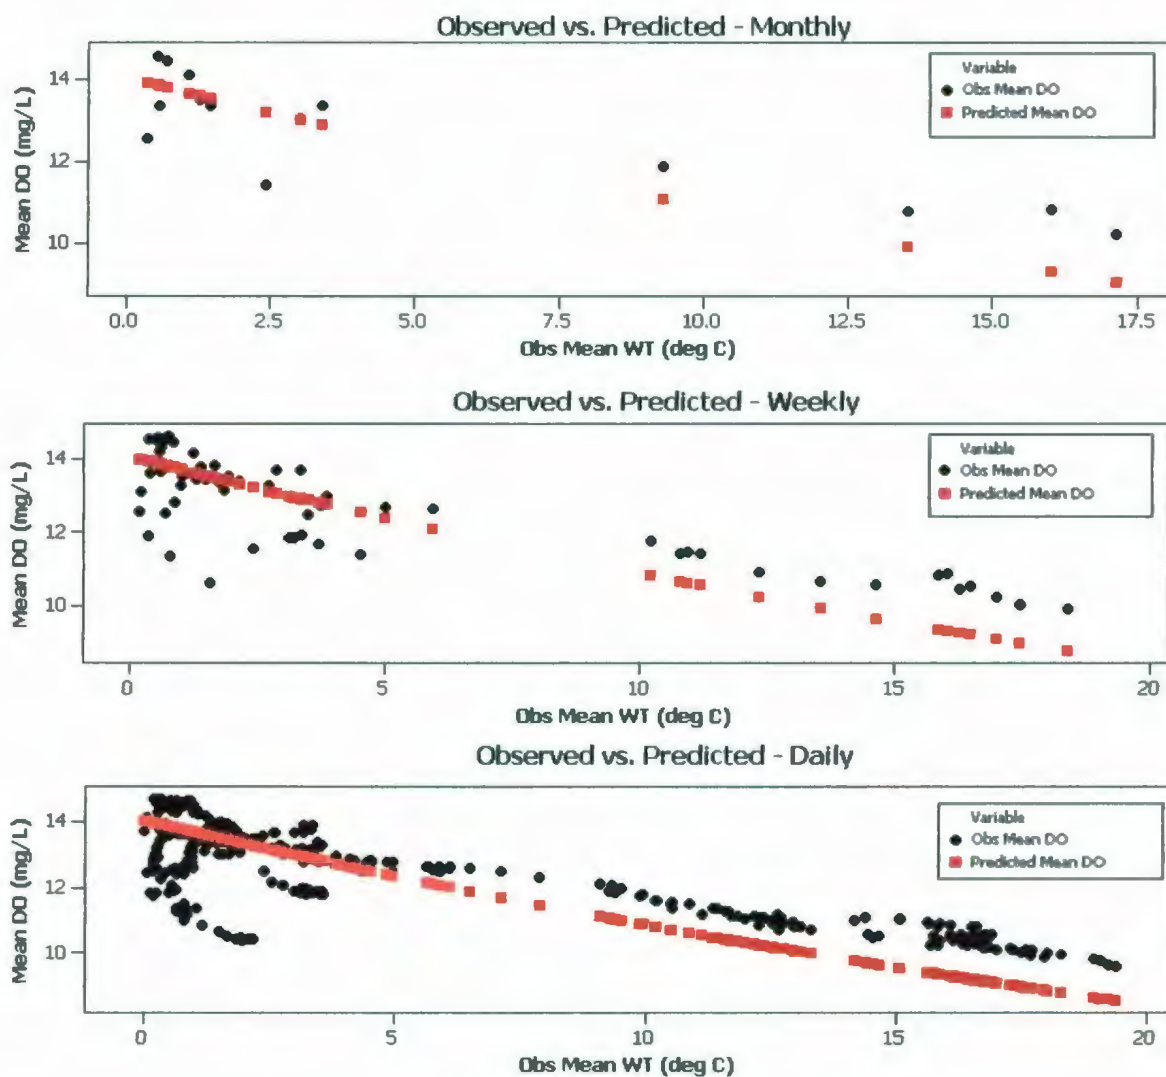 Observed vs. Predicted - Monthly
Variable
Obs Mean DO
Predicted Mean DO
Mean DO (mg/L)
14
12
10
0.0 2.5 5.0 7.5 10.0 12.5 15.0 17.5
Obs Mean WT (deg C)
Observed vs. Predicted - Weekly
Variable
Obs Mean DO
Predicted Mean DO
Mean DO (mg/L)
14
12
10
0 5 10 15 20
Obs Mean WT (deg C)
Observed vs. Predicted - Daily
Variable
Obs Mean DO
Predicted Mean DO
Mean DO (mg/L)
14
12
10
0 5 10 15 20
Obs Mean WT (deg C)